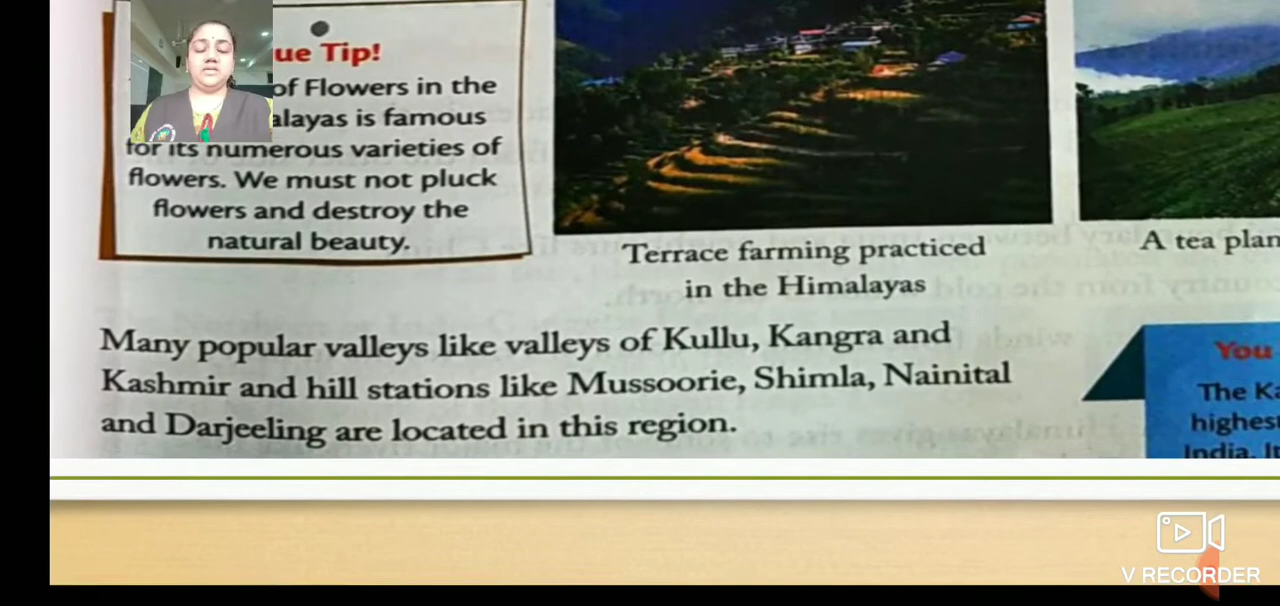 ue Tip!
of Flowers in the
alayas is famous
for its numerous varieties of
flowers. We must not pluck
flowers and destroy the
natural beauty.
Terrace farming practiced
in the Himalayas
A tea plan
Many popular valleys like valleys of Kullu, Kangra and
Kashmir and hill stations like Mussoorie, Shimla, Nainital
and Darjeeling are located in this region.
You
The Ka
highes
India. It
V RECORDER